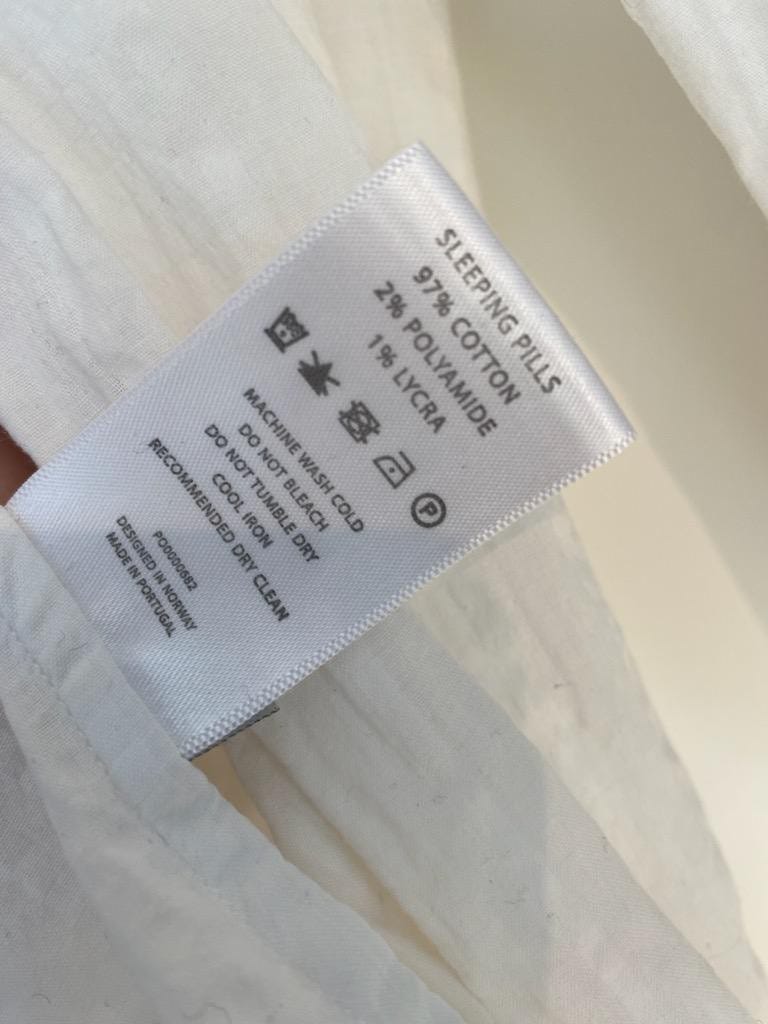 SLEEPING PILLS
97% COTTON
2% POLYAMIDE
1% LYCRA
P
MACHINE WASH COLD
DO NOT BLEACH
DO NOT TUMBLE DRY
COOL IRON
RECOMMENDED DRY CLEAN
PO0000682
DESIGNED IN NORWAY
MADE IN PORTUGAL